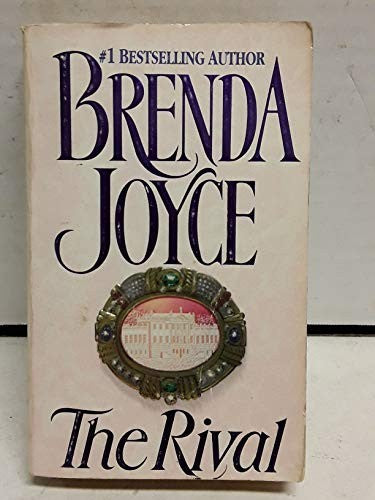 #1 BESTSELLING AUTHOR
BRENDA
JOYCE
The Rival